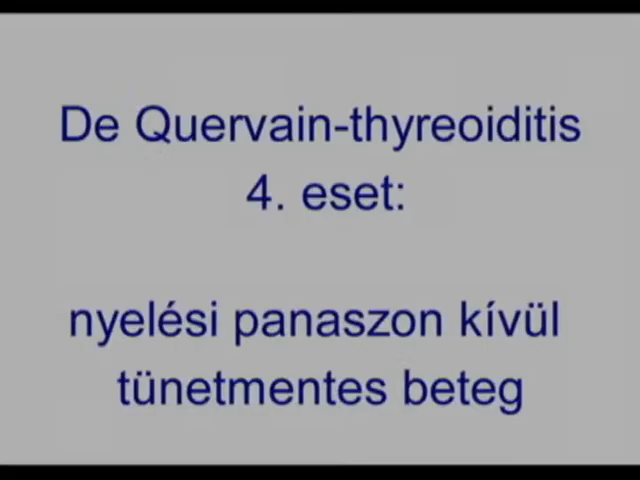 De Quervain-thyreoiditis
4. eset:
nyelési panaszon kívül
tünetmentes beteg